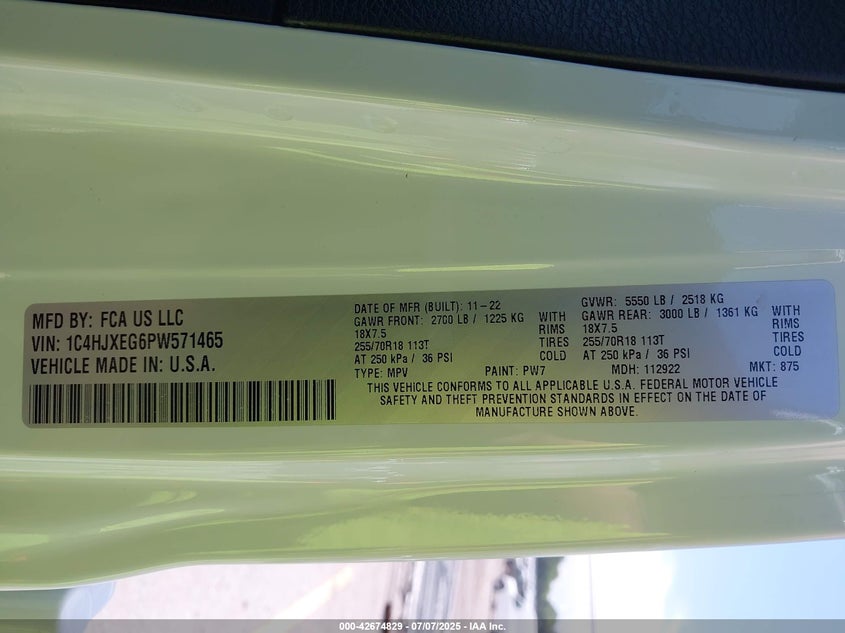 MFD BY: FCA US LLC
VIN: 1C4HJXEG6PW571465
VEHICLE MADE IN: U.S.A.
DATE OF MFR (BUILT): 11-22
GAWR FRONT: 2700 LB / 1225 KG WITH
18X7.5 RIMS
255/70R18 113T TIRES
AT 250 kPa / 36 PSI COLD
GVWR: 5550 LB / 2518 KG
GAWR REAR: 3000 LB / 1361 KG WITH
18X7.5 RIMS
255/70R18 113T TIRES
AT 250 kPa / 36 PSI COLD
TYPE: MPV PAINT: PW7 MDH: 112922 MKT: 875
THIS VEHICLE CONFORMS TO ALL APPLICABLE U.S.A. FEDERAL MOTOR VEHICLE
SAFETY AND THEFT PREVENTION STANDARDS IN EFFECT ON THE DATE OF
MANUFACTURE SHOWN ABOVE.
000-42674829 - 07/07/2025 - IAA Inc.